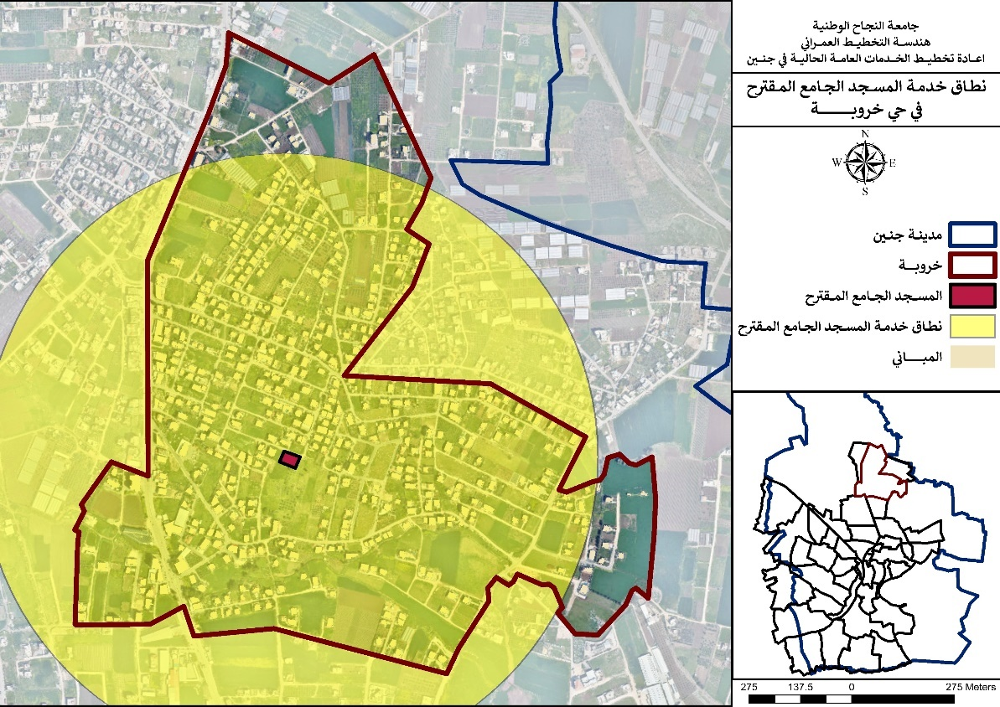 جامعة النجاح الوطنية
هندسة التخطيط العمراني
اعادة تخطيط الخدمات العامة الحالية في جنين
نطاق خدمة المسجد الجامع المقترح
في حي خروبة
N
W E
S
مدينة جنين
خروبة
المسجد الجامع المقترح
نطاق خدمة المسجد الجامع المقترح
المباني
275 137.5 0 275 Meters